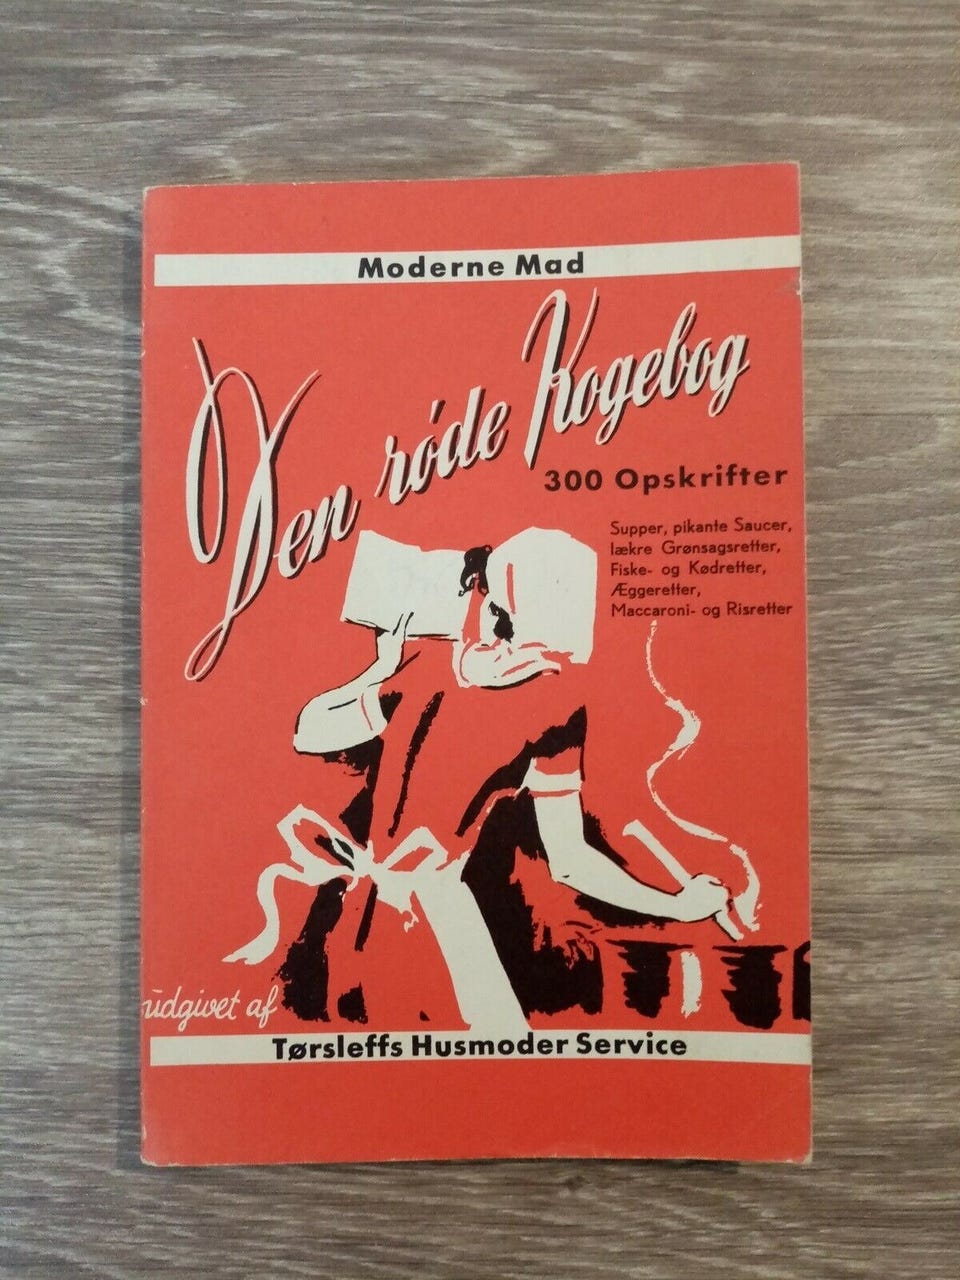 Moderne Mad
Den røde Kogebog
300 Opskrifter
Supper, pikante Saucer,
lækre Grønsagsretter,
Fiske- og Kødretter,
Æggeretter,
Maccaroni- og Risretter
udgivet af
Tørsleffs Husmoder Service